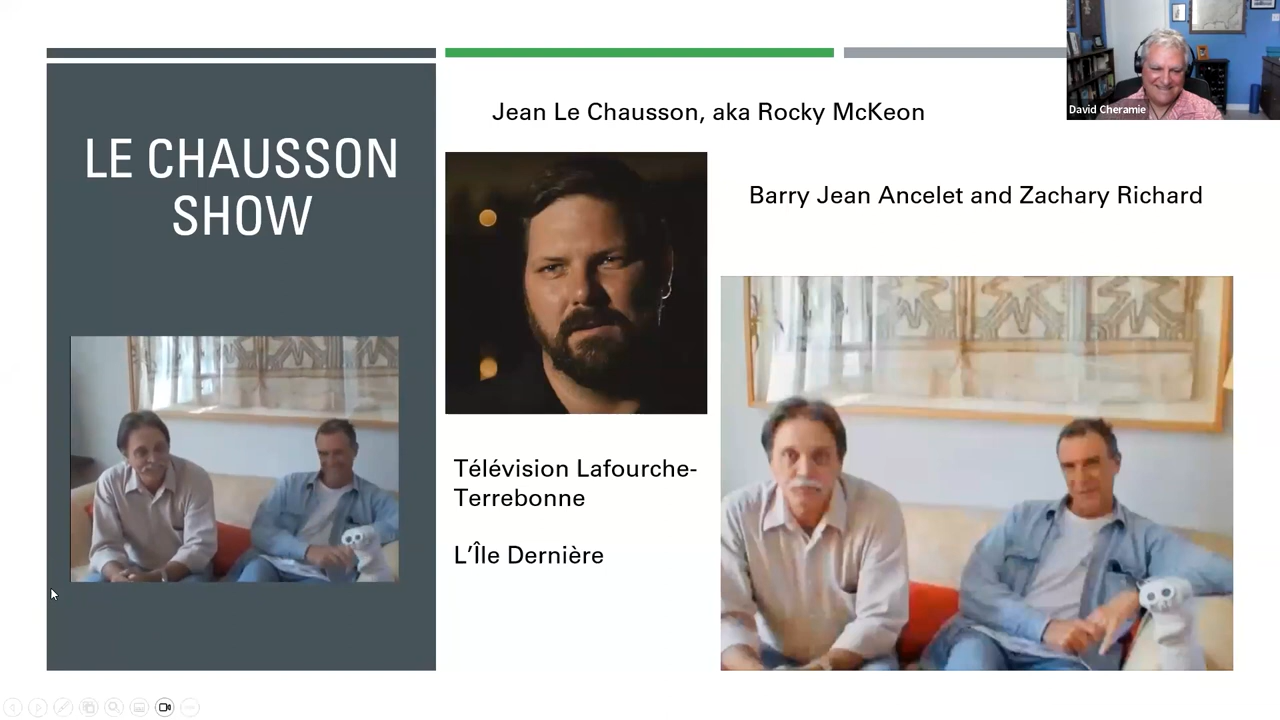 LE CHAUSSON
SHOW
Jean Le Chausson, aka Rocky McKeon
Barry Jean Ancelet and Zachary Richard
Télévision Lafourche-
Terrebonne
L’Île Dernière
David Cheramie